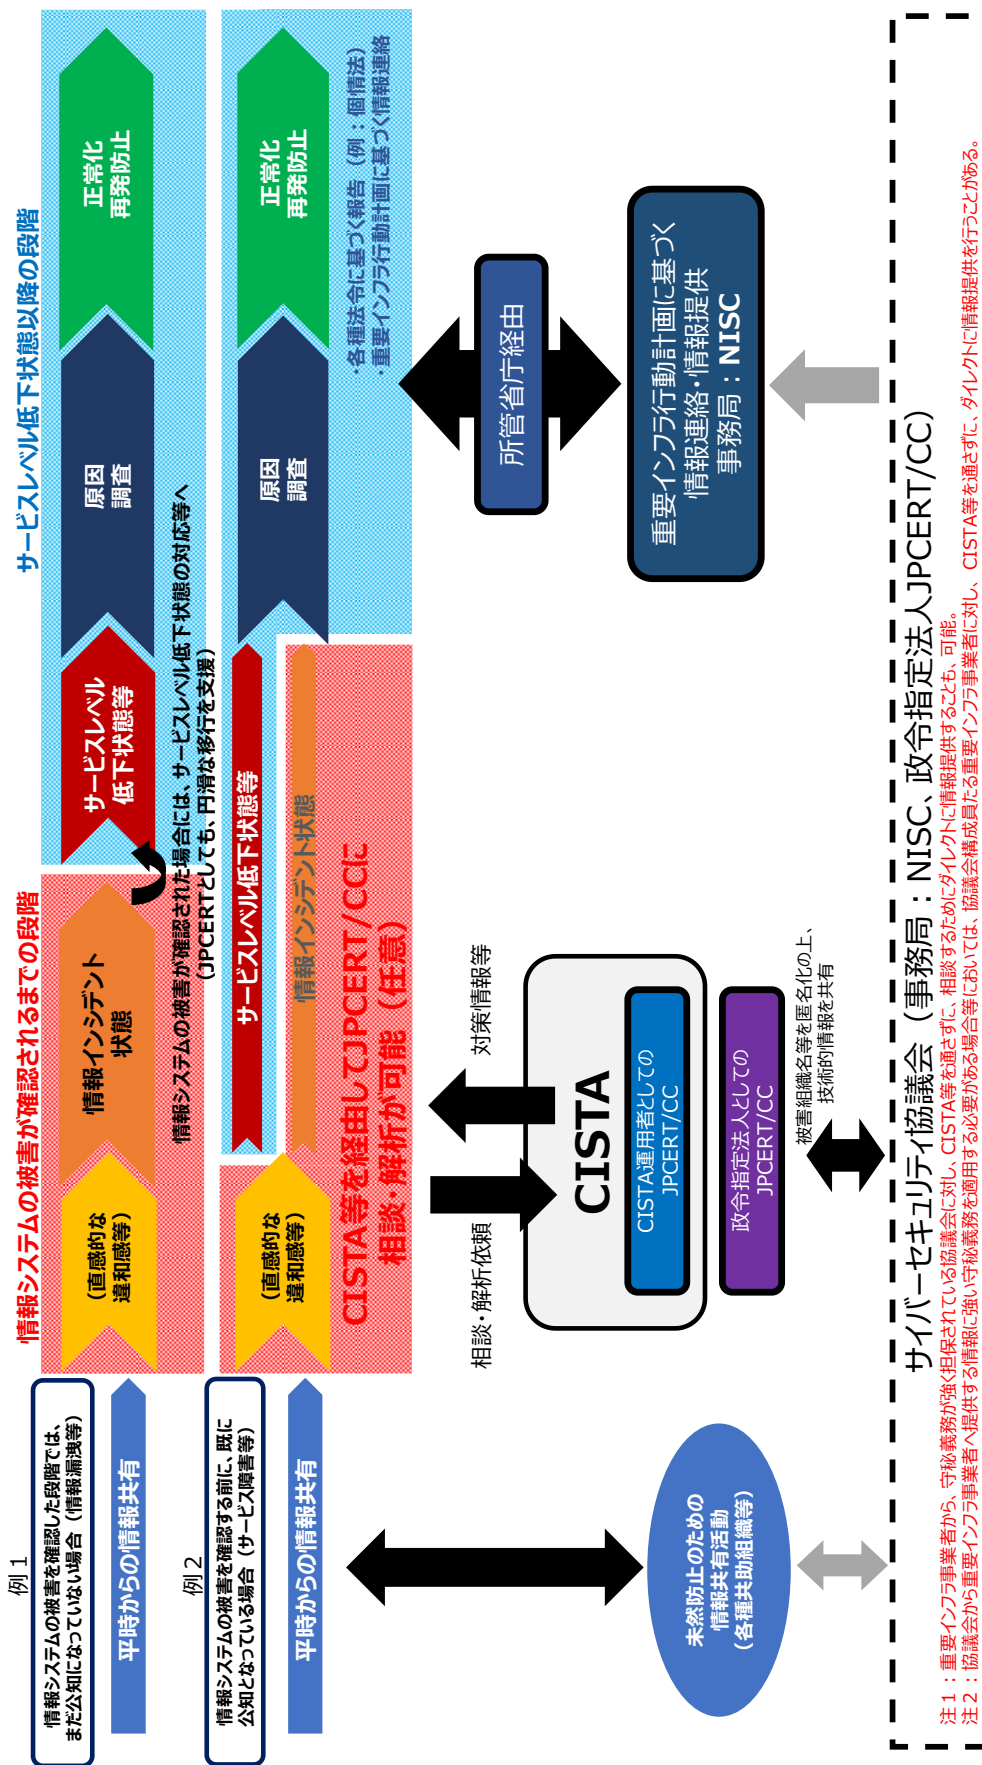 例１
情報システムの被害を確認した段階では、
まだ公知になっていない場合（情報漏洩等）
平時からの情報共有
情報システムの被害が確認されるまでの段階
サービスレベル低下状態以降の段階
（直感的な
違和感等）
情報インシデント
状態
サービスレベル
低下状態等
原因
調査
正常化
再発防止
情報システムの被害が確認された場合には、サービスレベル低下状態の対応等へ
（JPCERTとしても、円滑な移行を支援）
例２
情報システムの被害を確認する前に、既に
公知となっている場合（サービス障害等）
平時からの情報共有
（直感的な
違和感等）
サービスレベル低下状態等
情報インシデント状態
原因
調査
正常化
再発防止
CISTA等を経由してJPCERT/CCに
相談・解析が可能（任意）
・各種法令に基づく報告（例：個情法）
・重要インフラ行動計画に基づく情報連絡
相談・解析依頼
対策情報等
CISTA
CISTA運用者としての
JPCERT/CC
政令指定法人としての
JPCERT/CC
所管省庁経由
重要インフラ行動計画に基づく
情報連絡・情報提供
事務局：NISC
未然防止のための
情報共有活動
（各種共助組織等）
被害組織名等を匿名化の上、
技術的情報を共有
サイバーセキュリティ協議会（事務局：NISC、政令指定法人JPCERT/CC）
注１：重要インフラ事業者から、守秘義務が強く担保されている協議会に対し、CISTA等を通さずに、相談するためにダイレクトに情報提供することも、可能。
注２：協議会から重要インフラ事業者へ提供する情報に強い守秘義務を適用する必要がある場合等においては、協議会構成員たる重要インフラ事業者に対し、CISTA等を通さずに、ダイレクトに情報提供を行うことがある。